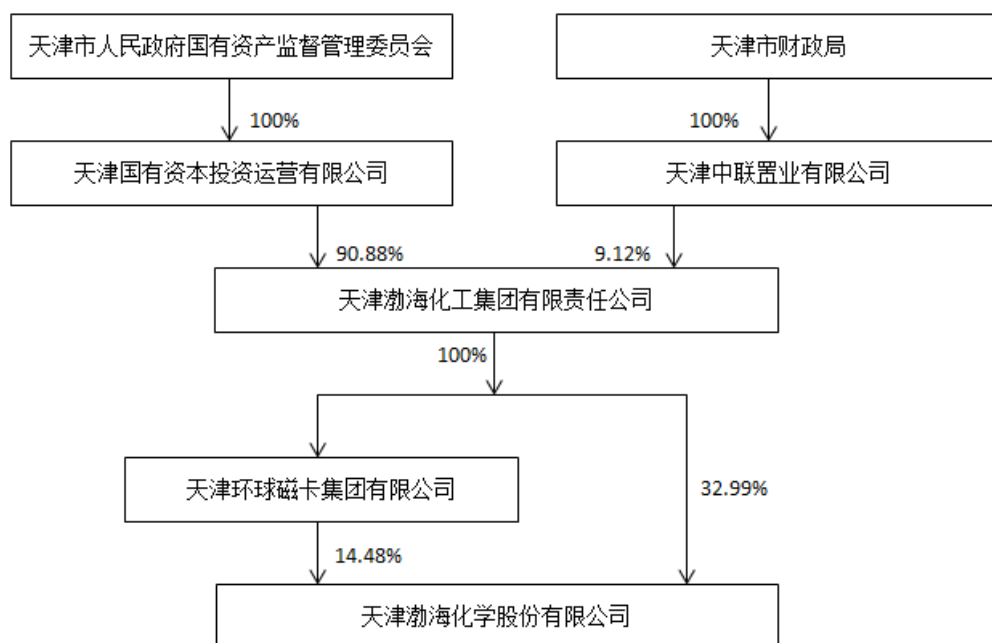 天津市人民政府国有资产监督管理委员会
天津市财政局
100%
100%
天津国有资本投资运营有限公司
天津中联置业有限公司
90.88%
9.12%
天津渤海化工集团有限责任公司
100%
天津环球磁卡集团有限公司
32.99%
14.48%
天津渤海化学股份有限公司